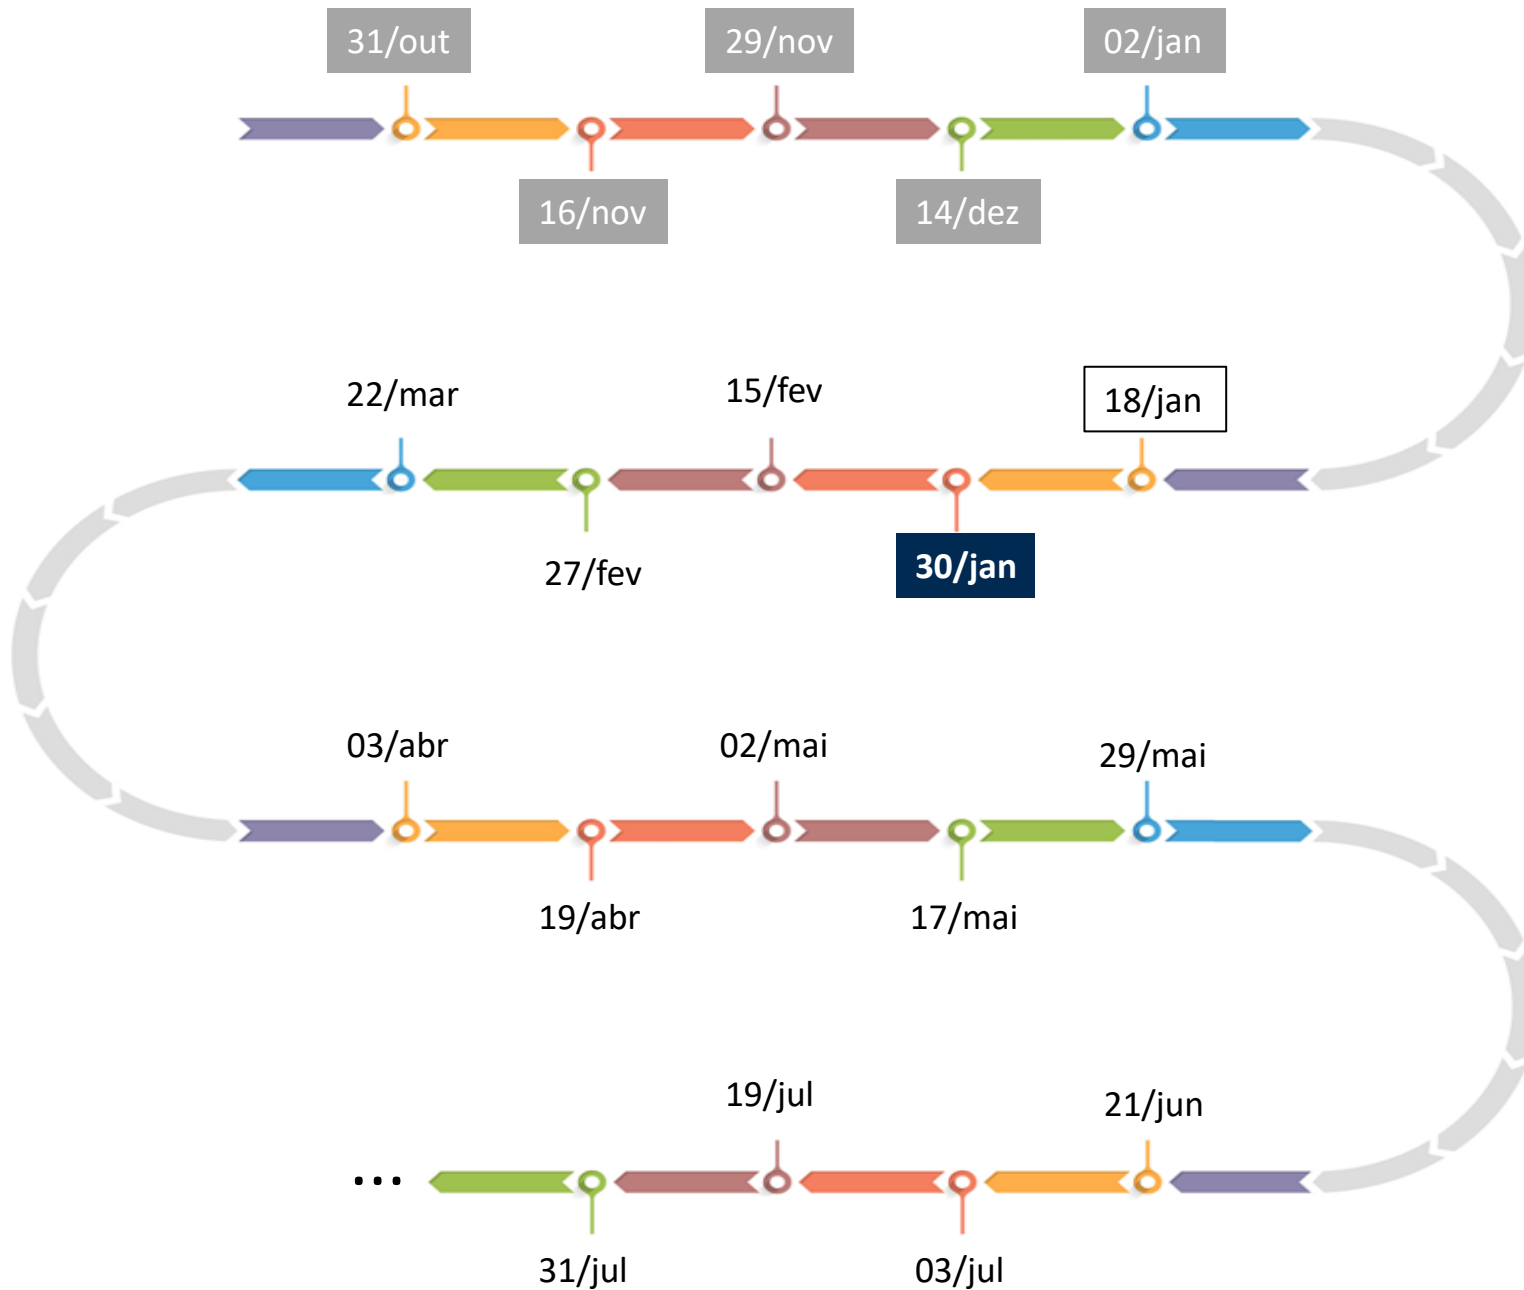 31/out
29/nov
02/jan
16/nov
14/dez
22/mar
15/fev
18/jan
27/fev
30/jan
03/abr
02/mai
29/mai
19/abr
17/mai
19/jul
21/jun
...
31/jul
03/jul